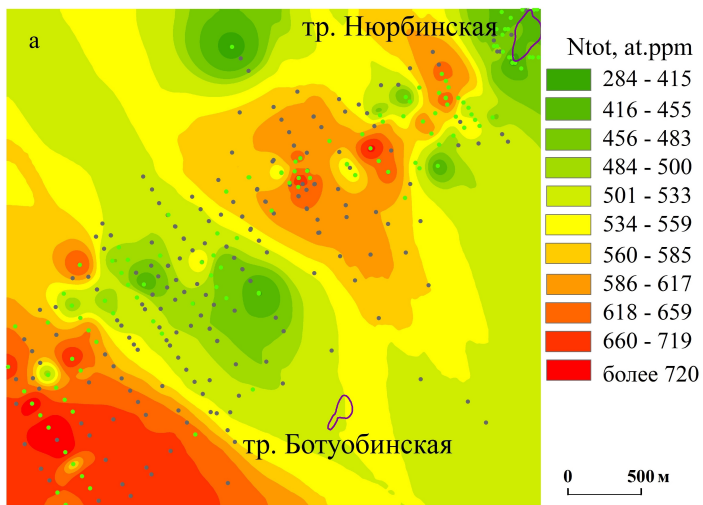 тр. Нюрбинская
а
Ntot, at.ppm
284 - 415
416 - 455
456 - 483
484 - 500
501 - 533
534 - 559
560 - 585
586 - 617
618 - 659
660 - 719
более 720
тр. Ботуобинская
0 500 м